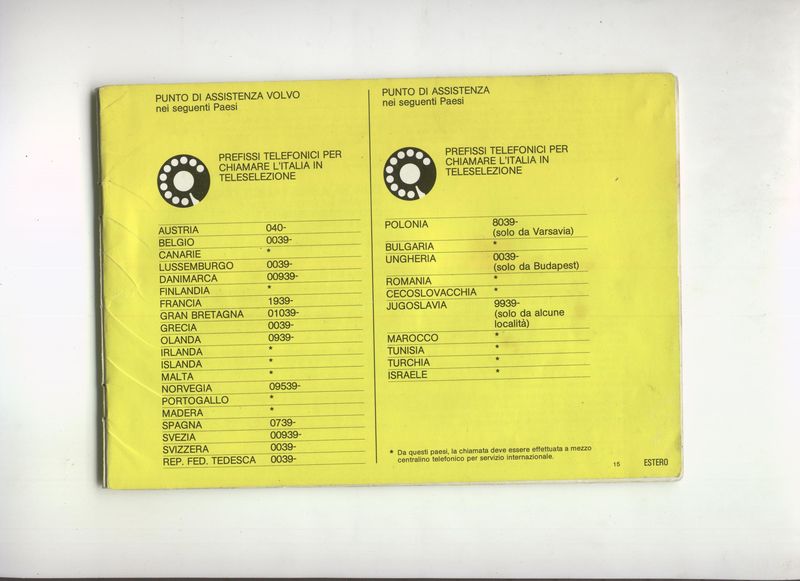 PUNTO DI ASSISTENZA VOLVO
nei seguenti Paesi
PREFISSI TELEFONICI PER
CHIAMARE L'ITALIA IN
TELESELEZIONE
AUSTRIA 040-
BELGIO 0039-
CANARIE *
LUSSEMBURGO 0039-
DANIMARCA 00939-
FINLANDIA *
FRANCIA 1939-
GRAN BRETAGNA 01039-
GRECIA 0039-
OLANDA 0939-
IRLANDA *
ISLANDA *
MALTA *
NORVEGIA 09539-
PORTOGALLO *
MADERA *
SPAGNA 0739-
SVEZIA 00939-
SVIZZERA 0039-
REP. FED. TEDESCA 0039-
PUNTO DI ASSISTENZA
nei seguenti Paesi
PREFISSI TELEFONICI PER
CHIAMARE L'ITALIA IN
TELESELEZIONE
POLONIA 8039-
(solo da Varsavia)
BULGARIA *
UNGHERIA 0039-
(solo da Budapest)
ROMANIA *
CECOSLOVACCHIA *
JUGOSLAVIA 9939-
(solo da alcune
località)
MAROCCO *
TUNISIA *
TURCHIA *
ISRAELE *
* Da questi paesi, la chiamata deve essere effettuata a mezzo
centralino telefonico per servizio internazionale.
15 ESTERO